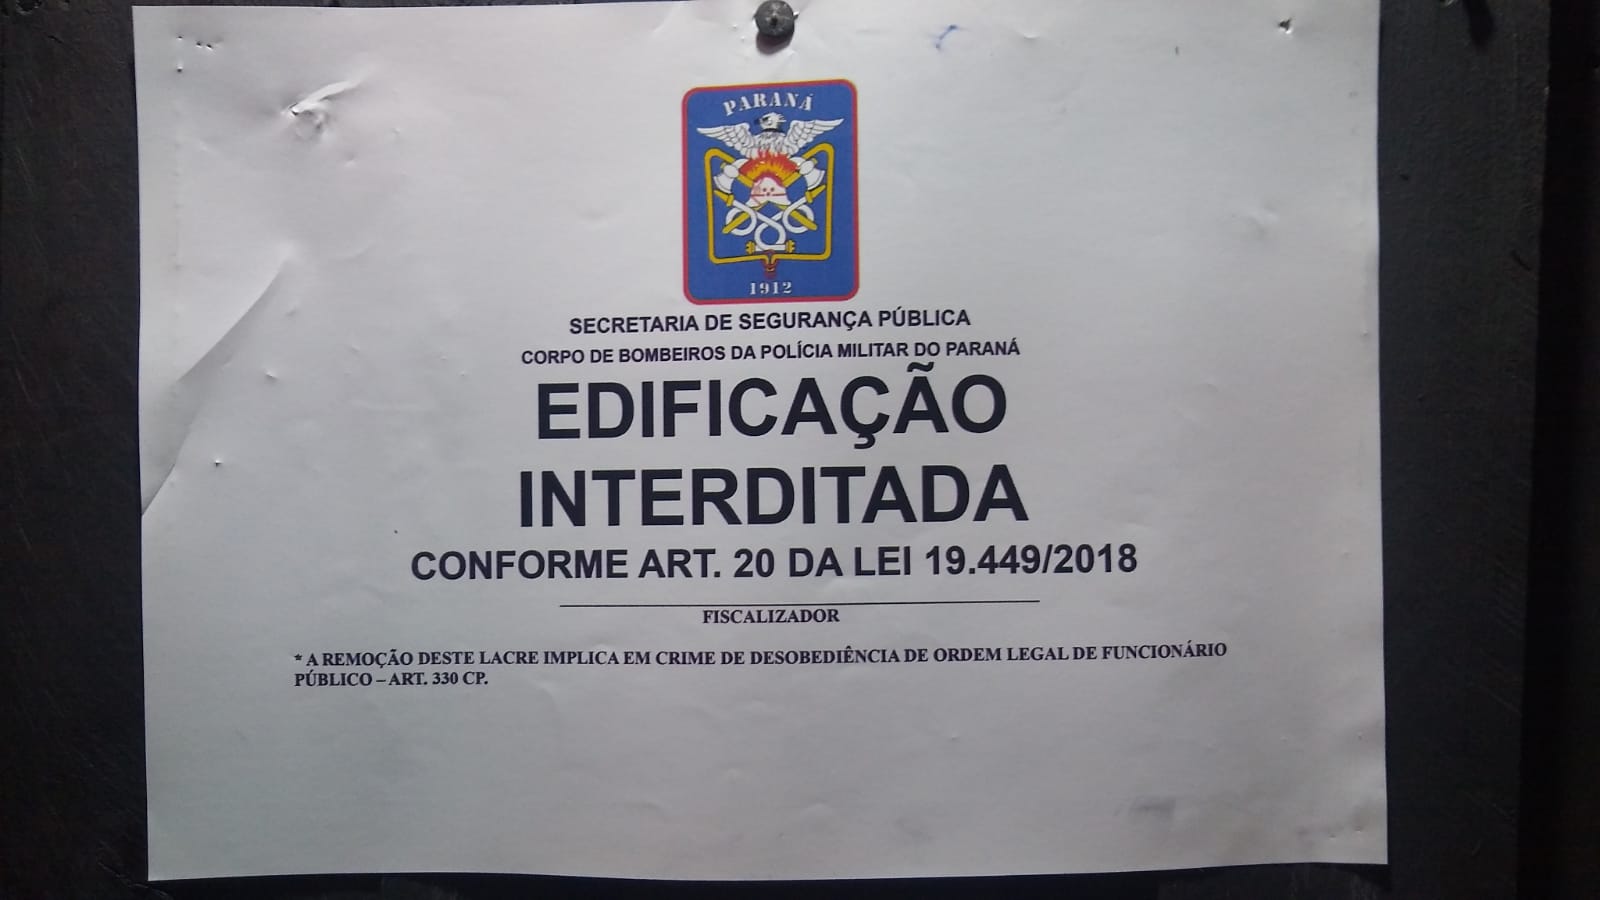 PARANÁ
1912
SECRETARIA DE SEGURANÇA PÚBLICA
CORPO DE BOMBEIROS DA POLÍCIA MILITAR DO PARANÁ
EDIFICAÇÃO
INTERDITADA
CONFORME ART. 20 DA LEI 19.449/2018
FISCALIZADOR
* A REMOÇÃO DESTE LACRE IMPLICA EM CRIME DE DESOBEDIÊNCIA DE ORDEM LEGAL DE FUNCIONÁRIO
PÚBLICO – ART. 330 CP.